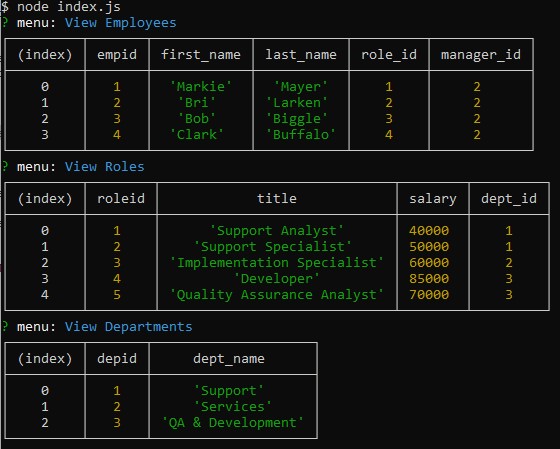 $ node index.js
? menu: View Employees
(index) empid first_name last_name role_id manager_id
0 1 'Markie' 'Mayer' 1 2
1 2 'Bri' 'Larken' 2 2
2 3 'Bob' 'Biggle' 3 2
3 4 'Clark' 'Buffalo' 4 2
? menu: View Roles
(index) roleid title salary dept_id
0 1 'Support Analyst' 40000 1
1 2 'Support Specialist' 50000 1
2 3 'Implementation Specialist' 60000 2
3 4 'Developer' 85000 3
4 5 'Quality Assurance Analyst' 70000 3
? menu: View Departments
(index) depid dept_name
0 1 'Support'
1 2 'Services'
2 3 'QA & Development'